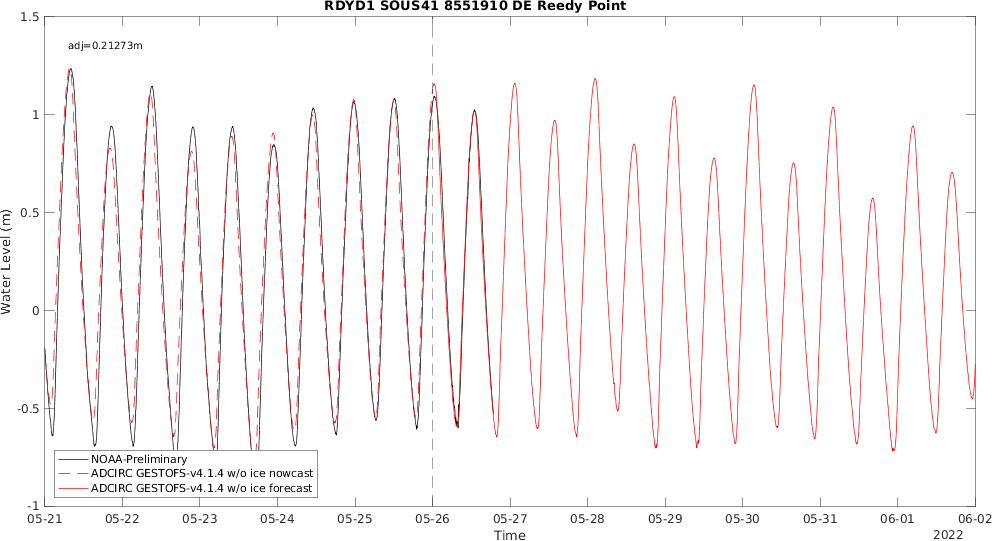 RDYD1 SOUS41 8551910 DE Reedy Point
adj=0.21273m
Water Level (m)
1.5
1
0.5
0
-0.5
-1
NOAA-Preliminary
ADCIRC GESTOFS-v4.1.4 w/o ice nowcast
ADCIRC GESTOFS-v4.1.4 w/o ice forecast
05-21 05-22 05-23 05-24 05-25 05-26 05-27 05-28 05-29 05-30 05-31 06-01 06-02
Time
2022